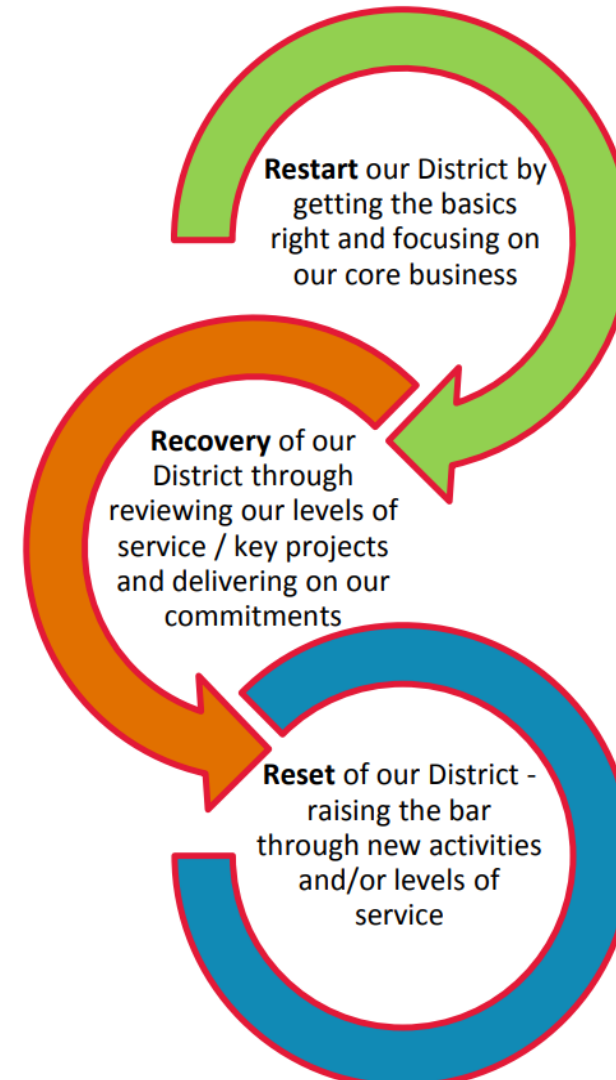 Restart our District by
getting the basics
right and focusing on
our core business
Recovery of our
District through
reviewing our levels of
service / key projects
and delivering on our
commitments
Reset of our District -
raising the bar
through new activities
and/or levels of
service